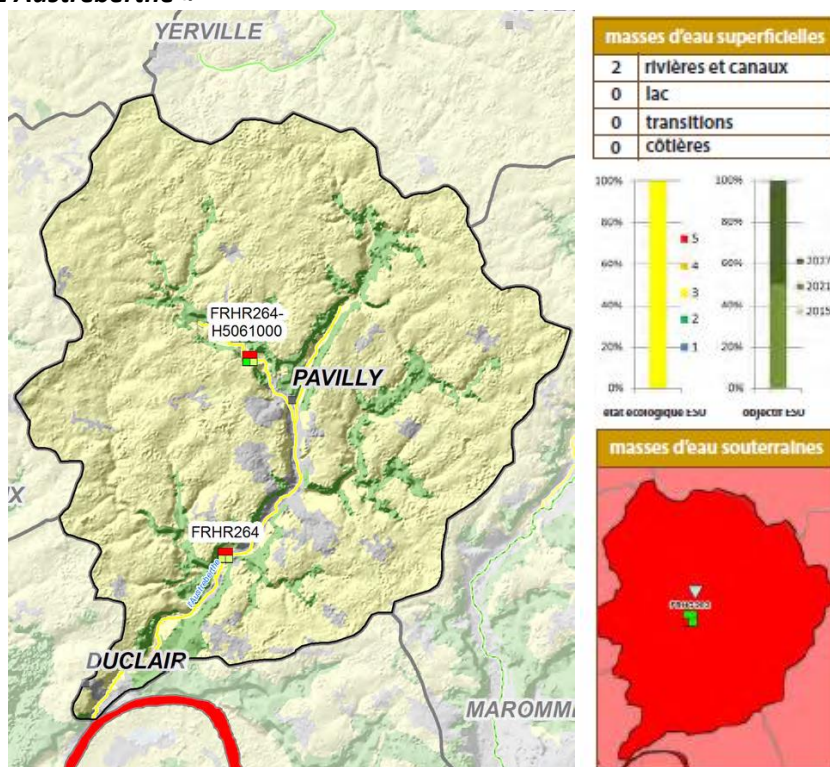 YERVILLE
FRHR264-
H5061000
PAVILLY
FRHR264
l'Austreberthe
DUCLAIR
MAROMM
masses d'eau superficielles
2 rivières et canaux
0 lac
0 transitions
0 côtières
100%
80%
60%
40%
20%
0%
5
4
3
2
1
état écologique ESU
100%
80%
60%
40%
20%
0%
2027
2021
2015
objectif ESU
masses d'eau souterraines